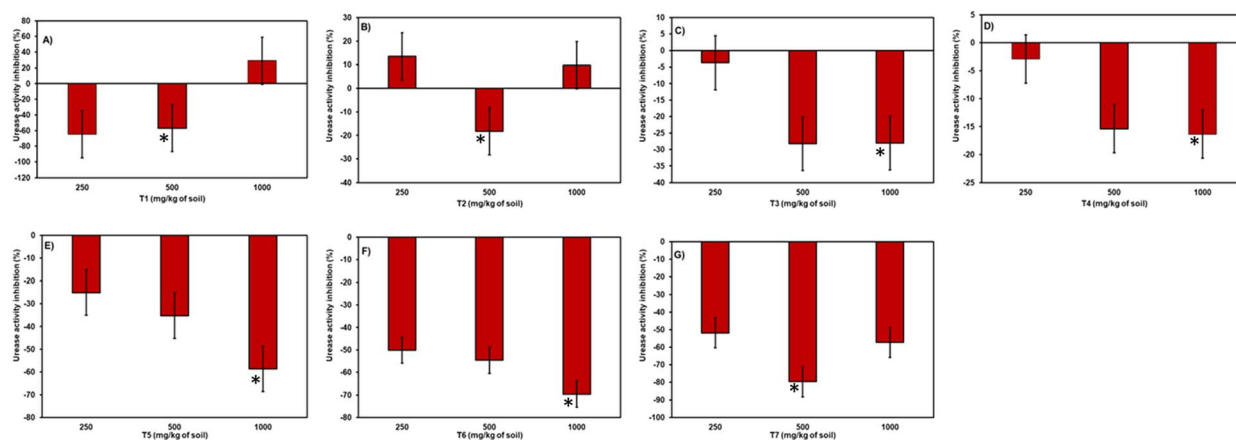 A)
Urease activity inhibition (%)
80
60
40
20
0
-20
-40
-60
-80
-100
-120
*
250 500 1000
T1 (mg/kg of soil)
B)
Urease activity inhibition (%)
30
20
10
0
-10
-20
-30
-40
*
250 500 1000
T2 (mg/kg of soil)
C)
Urease activity inhibition (%)
10
5
0
-5
-10
-15
-20
-25
-30
-35
-40
*
250 500 1000
T3 (mg/kg of soil)
D)
Urease activity inhibition (%)
5
0
-5
-10
-15
-20
-25
*
250 500 1000
T4 (mg/kg of soil)
E)
Urease activity inhibition (%)
0
-10
-20
-30
-40
-50
-60
-70
-80
*
250 500 1000
T5 (mg/kg of soil)
F)
Urease activity inhibition (%)
0
-10
-20
-30
-40
-50
-60
-70
-80
*
250 500 1000
T6 (mg/kg of soil)
G)
Urease activity inhibition (%)
0
-10
-20
-30
-40
-50
-60
-70
-80
-90
-100
*
250 500 1000
T7 (mg/kg of soil)